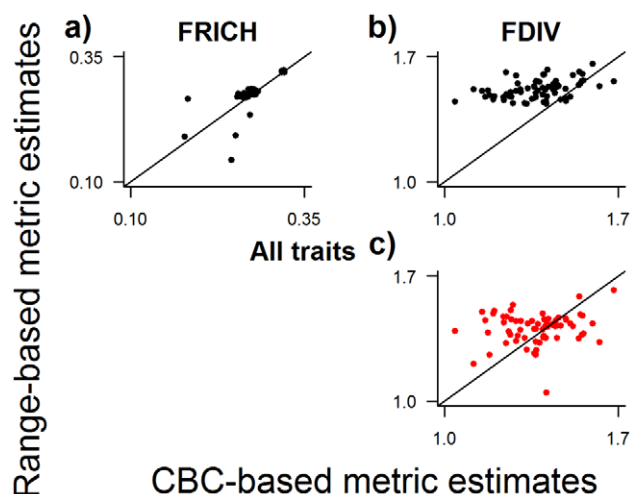 a) FRICH
b) FDIV
0.35
0.10
0.10 0.35
1.7
1.0
1.0 1.7
All traits
c)
1.7
1.0
1.0 1.7
Range-based metric estimates
CBC-based metric estimates